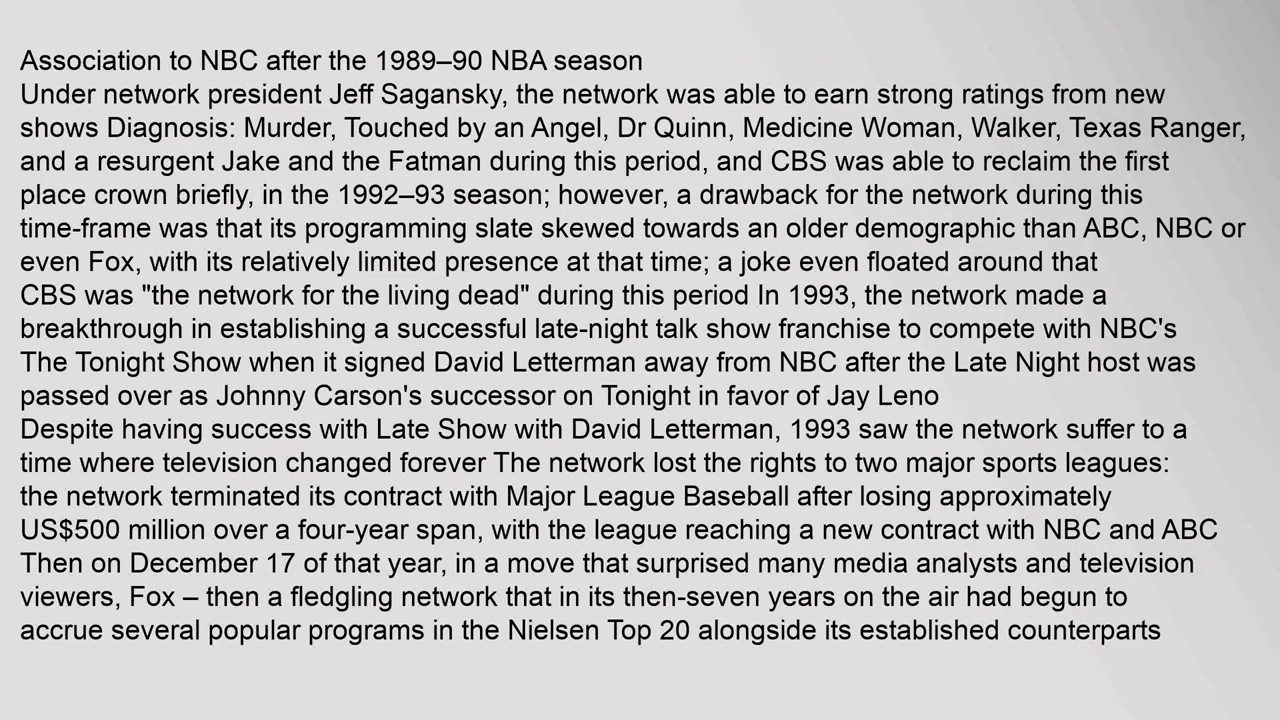 Association to NBC after the 1989–90 NBA season
Under network president Jeff Sagansky, the network was able to earn strong ratings from new
shows Diagnosis: Murder, Touched by an Angel, Dr Quinn, Medicine Woman, Walker, Texas Ranger,
and a resurgent Jake and the Fatman during this period, and CBS was able to reclaim the first
place crown briefly, in the 1992–93 season; however, a drawback for the network during this
time-frame was that its programming slate skewed towards an older demographic than ABC, NBC or
even Fox, with its relatively limited presence at that time; a joke even floated around that
CBS was "the network for the living dead" during this period In 1993, the network made a
breakthrough in establishing a successful late-night talk show franchise to compete with NBC's
The Tonight Show when it signed David Letterman away from NBC after the Late Night host was
passed over as Johnny Carson's successor on Tonight in favor of Jay Leno
Despite having success with Late Show with David Letterman, 1993 saw the network suffer to a
time where television changed forever The network lost the rights to two major sports leagues:
the network terminated its contract with Major League Baseball after losing approximately
US$500 million over a four-year span, with the league reaching a new contract with NBC and ABC
Then on December 17 of that year, in a move that surprised many media analysts and television
viewers, Fox – then a fledgling network that in its then-seven years on the air had begun to
accrue several popular programs in the Nielsen Top 20 alongside its established counterparts